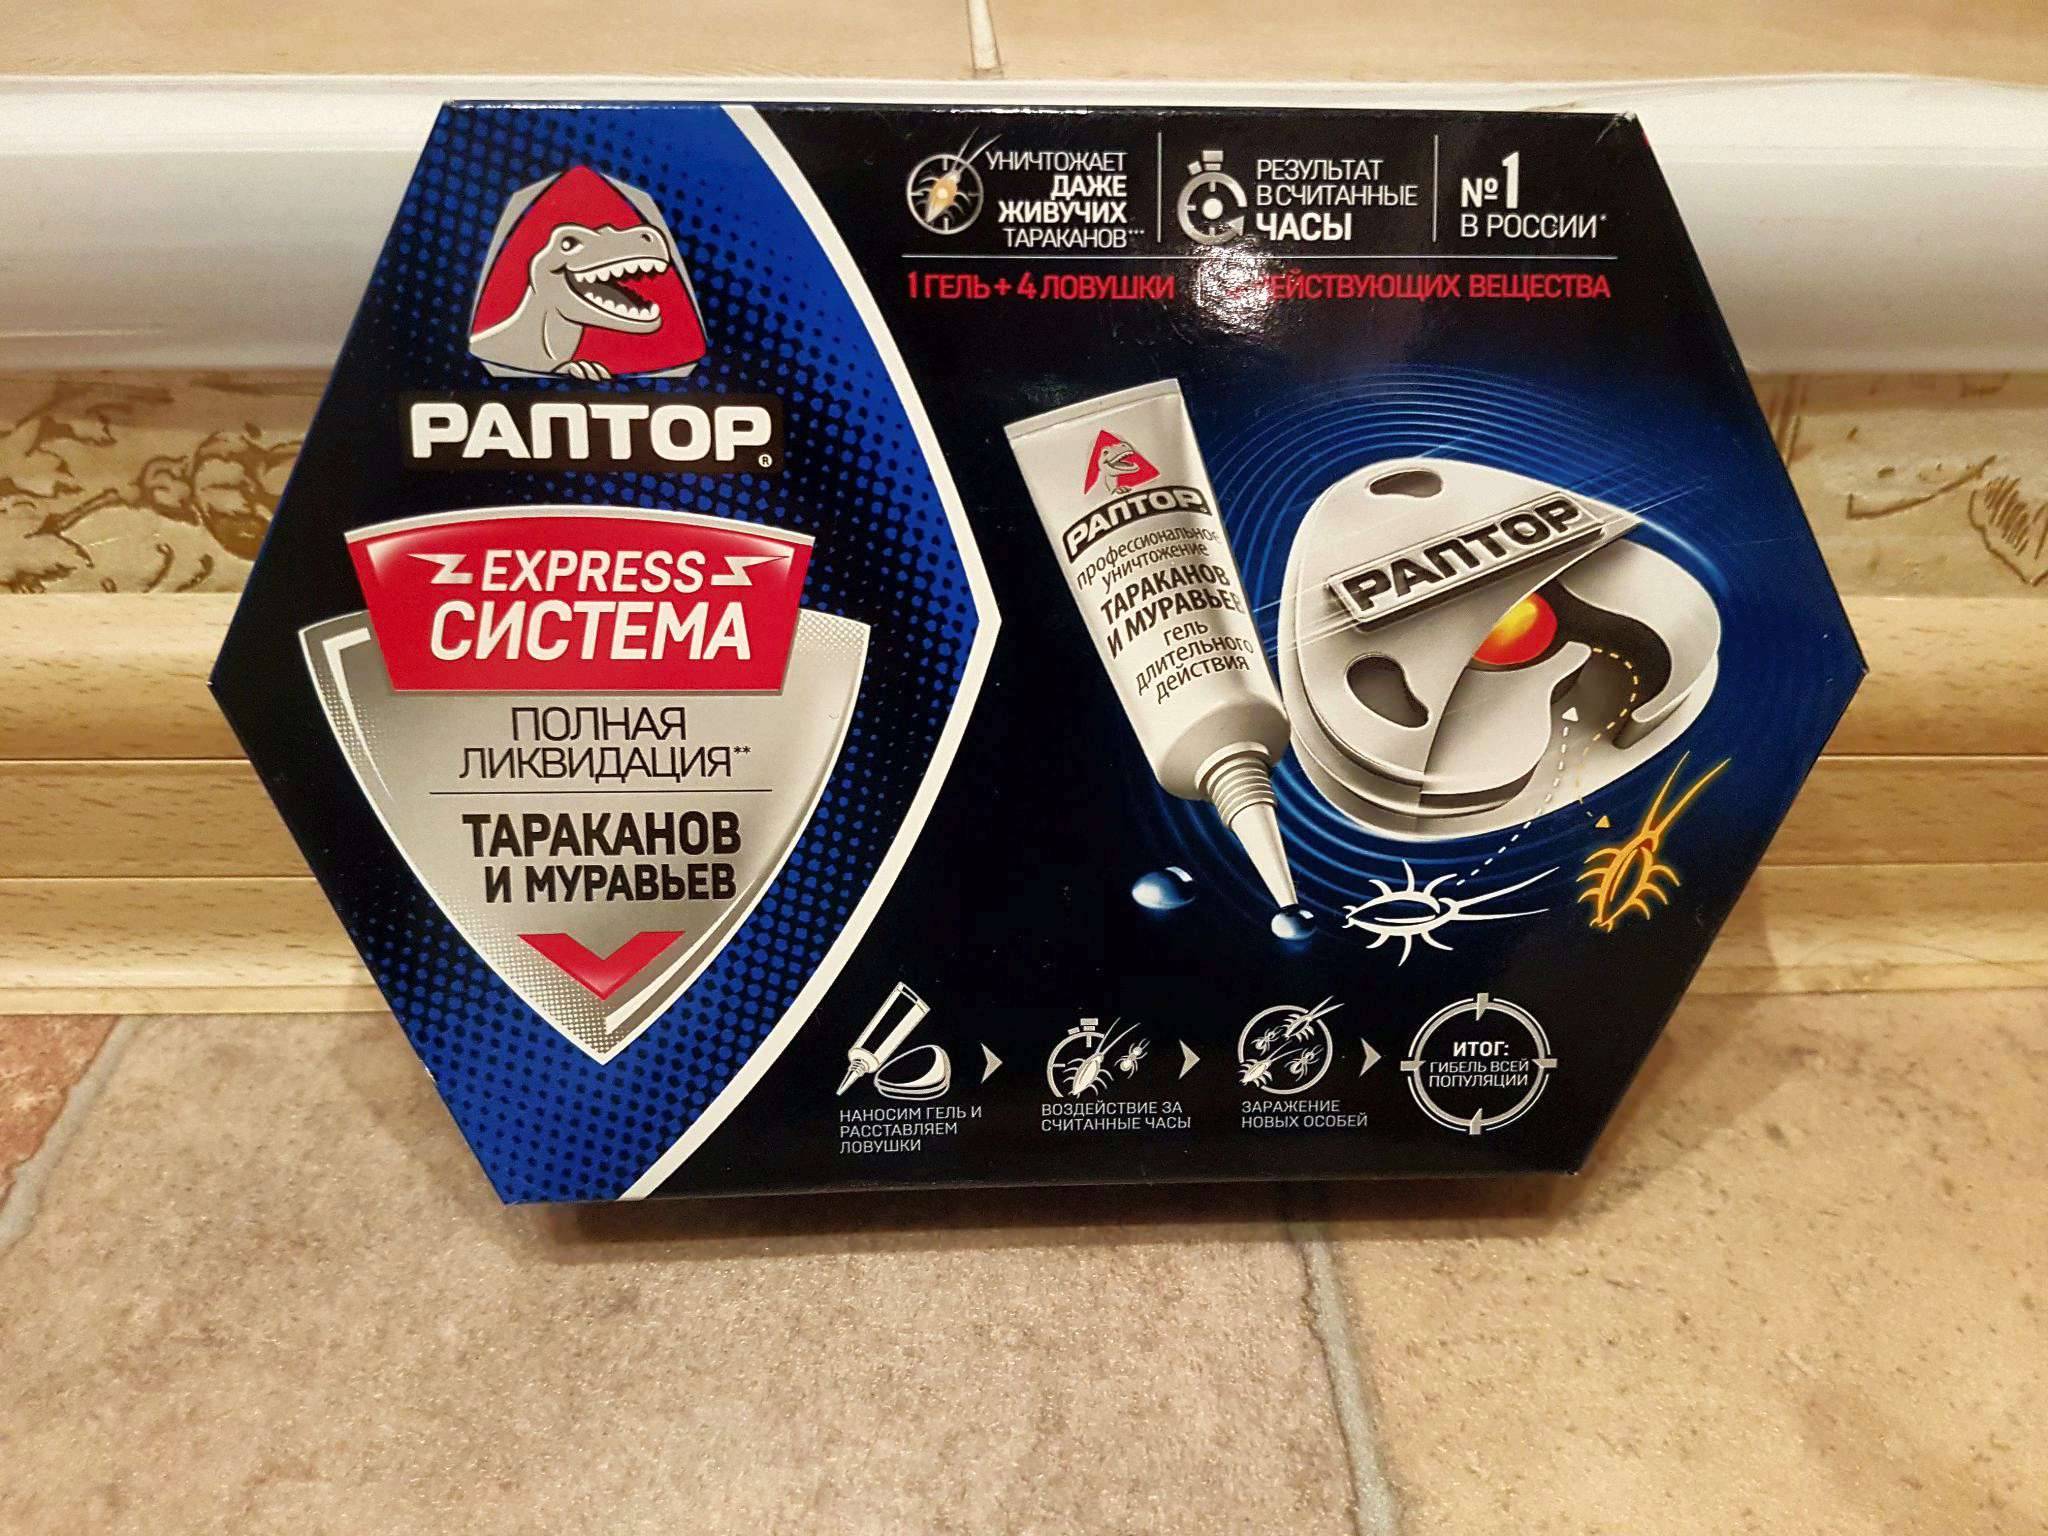 РАПТОР®
EXPRESS
СИСТЕМА
ПОЛНАЯ
ЛИКВИДАЦИЯ**
ТАРАКАНОВ
И МУРАВЬЕВ
УНИЧТОЖАЕТ
ДАЖЕ
ЖИВУЧИХ
ТАРАКАНОВ***
РЕЗУЛЬТАТ
В СЧИТАННЫЕ
ЧАСЫ
№1
В РОССИИ*
1 ГЕЛЬ + 4 ЛОВУШКИ ДЕЙСТВУЮЩИХ ВЕЩЕСТВА
РАПТОР
профессиональное
уничтожение
ТАРАКАНОВ
И МУРАВЬЕВ
гель
длительного
действия
РАПТОР
НАНОСИМ ГЕЛЬ И
РАССТАВЛЯЕМ
ЛОВУШКИ
ВОЗДЕЙСТВИЕ ЗА
СЧИТАННЫЕ ЧАСЫ
ЗАРАЖЕНИЕ
НОВЫХ ОСОБЕЙ
ИТОГ:
ГИБЕЛЬ ВСЕЙ
ПОПУЛЯЦИИ